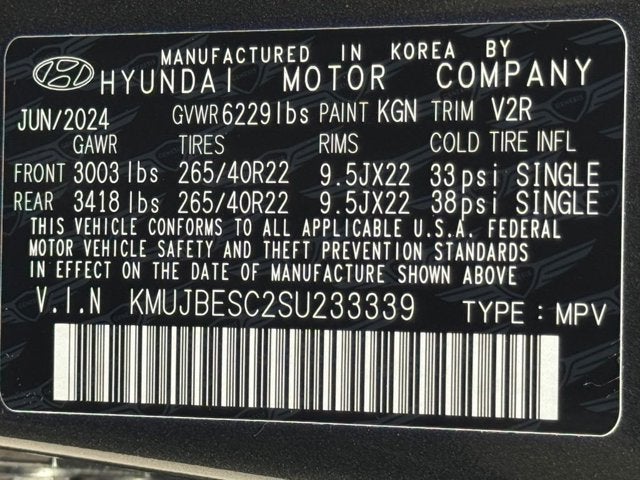 MANUFACTURED IN KOREA BY
HYUNDAI MOTOR COMPANY
JUN/2024 GVWR 6229 lbs PAINT KGN TRIM V2R
GAWR TIRES RIMS COLD TIRE INFL
FRONT 3003 lbs 265/40R22 9.5JX22 33 psi SINGLE
REAR 3418 lbs 265/40R22 9.5JX22 38 psi SINGLE
THIS VEHICLE CONFORMS TO ALL APPLICABLE U.S.A. FEDERAL
MOTOR VEHICLE SAFETY AND THEFT PREVENTION STANDARDS
IN EFFECT ON THE DATE OF MANUFACTURE SHOWN ABOVE
V.I.N KMUJBESC2SU233339 TYPE: MPV